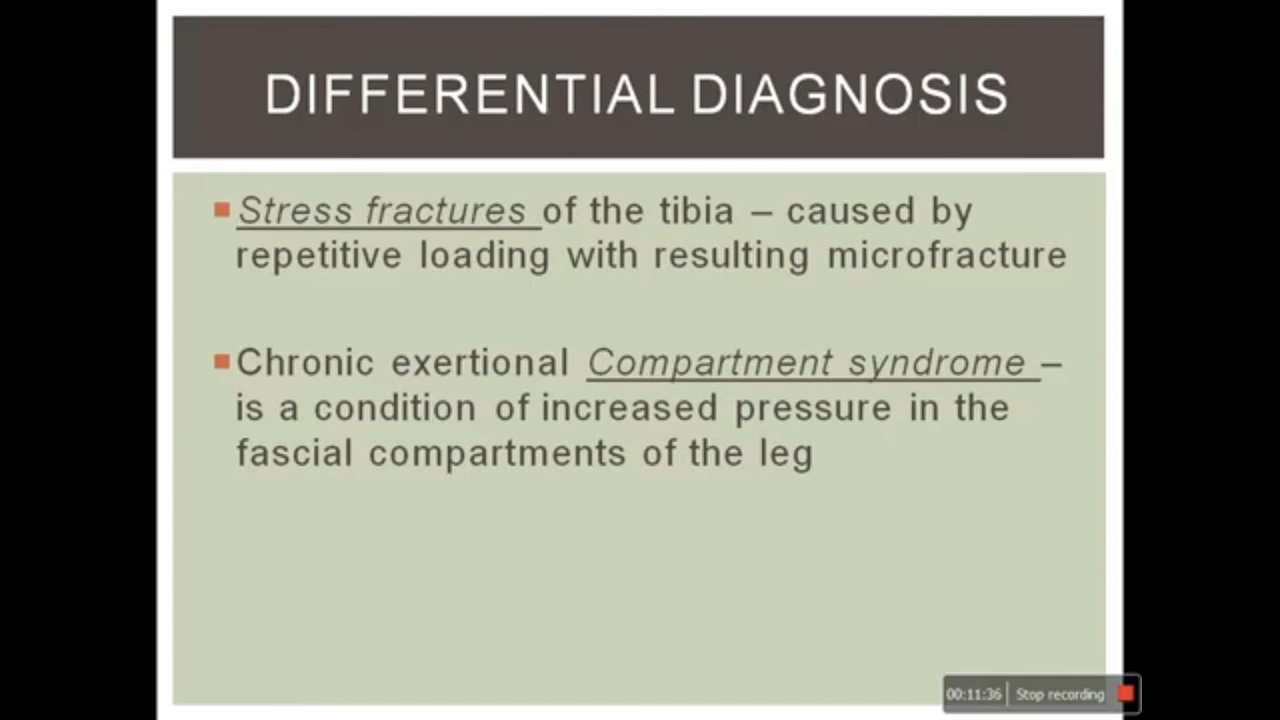 DIFFERENTIAL DIAGNOSIS
Stress fractures of the tibia – caused by
repetitive loading with resulting microfracture
Chronic exertional Compartment syndrome –
is a condition of increased pressure in the
fascial compartments of the leg
00:11:36 Stop recording